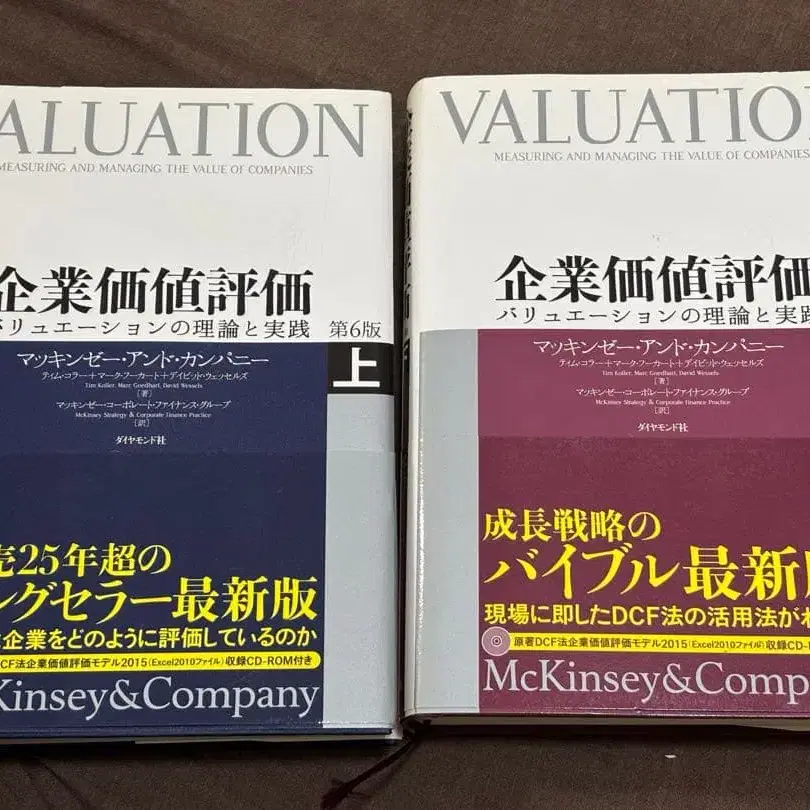 ALUATION
MEASURING AND MANAGING THE VALUE OF COMPANIES
企業価値評価
バリュエーションの理論と実践 第6版
上
マッキンゼー・アンド・カンパニー
ティム・コラー+マーク・フーカート+デイビット・ウェッセルズ
Tim Koller, Marc Goedhart, David Wessels
[著]
マッキンゼー・コーポレート・ファイナンス・グループ
McKinsey Strategy & Corporate Finance Practice
[訳]
ダイヤモンド社
売25年超の
ングセラー最新版
企業をどのように評価しているのか
CF法企業価値評価モデル2015(Excel2010ファイル)収録CD-ROM付き
Kinsey&Company
VALUATIO
MEASURING AND MANAGING THE VALUE OF COMPANIES
企業価値評価
バリュエーションの理論と実践
マッキンゼー・アンド・カンパニー
ティム・コラー+マーク・フーカート+デイビット・ウェッセルズ
Tim Koller, Marc Goedhart, David Wessels
[著]
マッキンゼー・コーポレート・ファイナンス・グループ
McKinsey Strategy & Corporate Finance Practice
[訳]
ダイヤモンド社
成長戦略の
バイブル最新版
現場に即したDCF法の活用法がわ
原著DCF法企業価値評価モデル2015(Excel2010ファイル)収録CD-
McKinsey&Comp